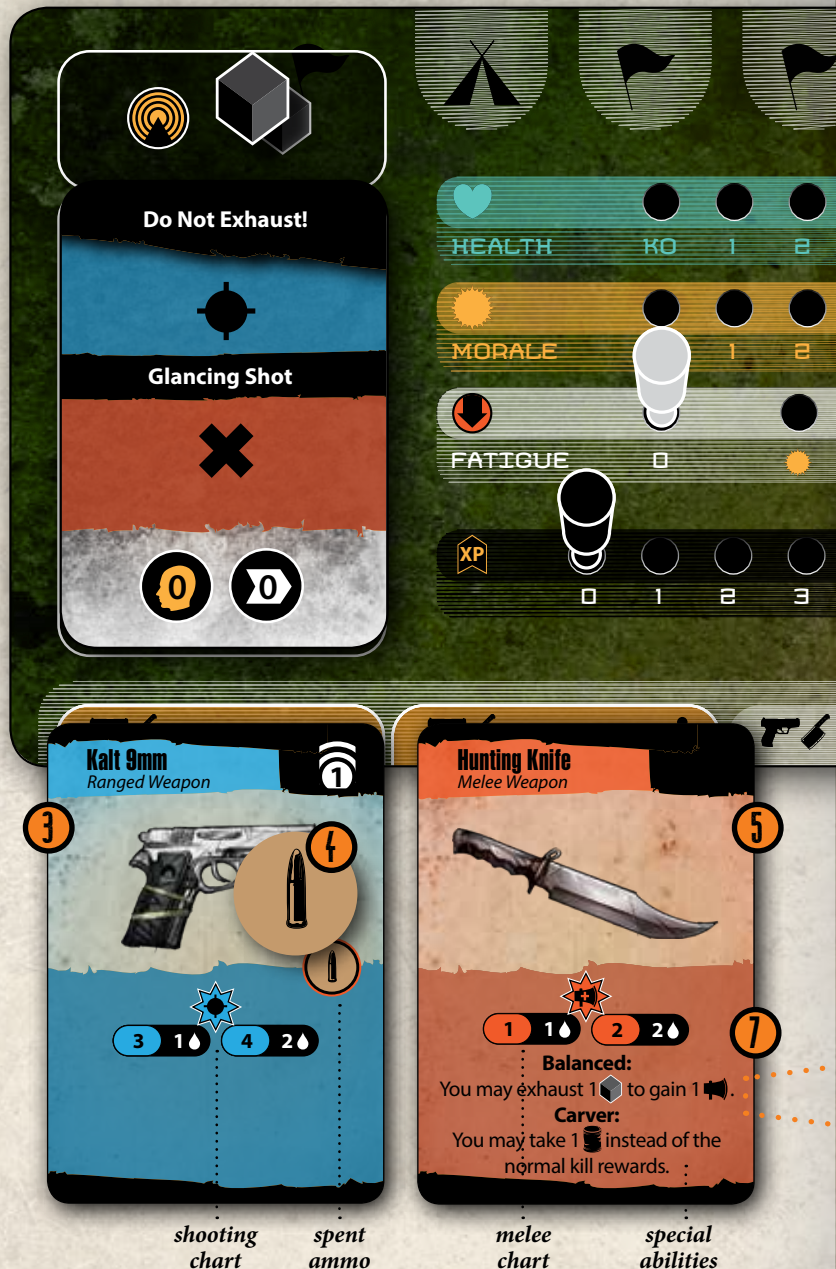 Do Not Exhaust!
Glancing Shot
0 0
HEALTH KO 1 2
MORALE 1 2
FATIGUE 0
XP
0 1 2 3
Kalt 9mm
Ranged Weapon
1
3
4
3 1 4 2
Hunting Knife
Melee Weapon
5
1 1 2 2
7
Balanced:
You may exhaust 1 to gain 1 .
Carver:
You may take 1 instead of the
normal kill rewards.
shooting
chart
spent
ammo
melee
chart
special
abilities